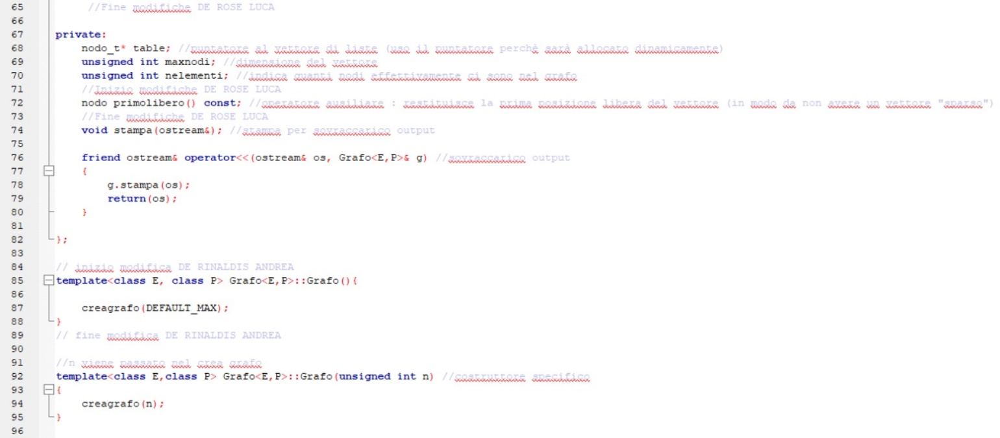 65 //Fine modifiche DE ROSE LUCA
66
67 private:
68 nodo_t* table; //puntatore al vettore di liste (uso il puntatore perchè sarà allocato dinamicamente)
69 unsigned int maxnodi; //dimensione del vettore
70 unsigned int nelementi; //indica quanti nodi effettivamente ci sono nel grafo
71 //Inizio modifiche DE ROSE LUCA
72 nodo primolibero() const; //operatore ausiliare : restituisce la prima posizione libera del vettore (in modo da non avere un vettore "sparso")
73 //Fine modifiche DE ROSE LUCA
74 void stampa(ostream&); //stampa per sovraccarico output
75
76 friend ostream& operator<<(ostream& os, Grafo<E,P>& g) //sovraccarico output
77 {
78 g.stampa(os);
79 return(os);
80 }
81
82 };
83
84 // inizio modifica DE RINALDIS ANDREA
85 template<class E, class P> Grafo<E,P>::Grafo(){
86
87 creagrafo(DEFAULT_MAX);
88 }
89 // fine modifica DE RINALDIS ANDREA
90
91 //n viene passato nel crea grafo
92 template<class E,class P> Grafo<E,P>::Grafo(unsigned int n) //costruttore specifico
93 {
94 creagrafo(n);
95 }
96